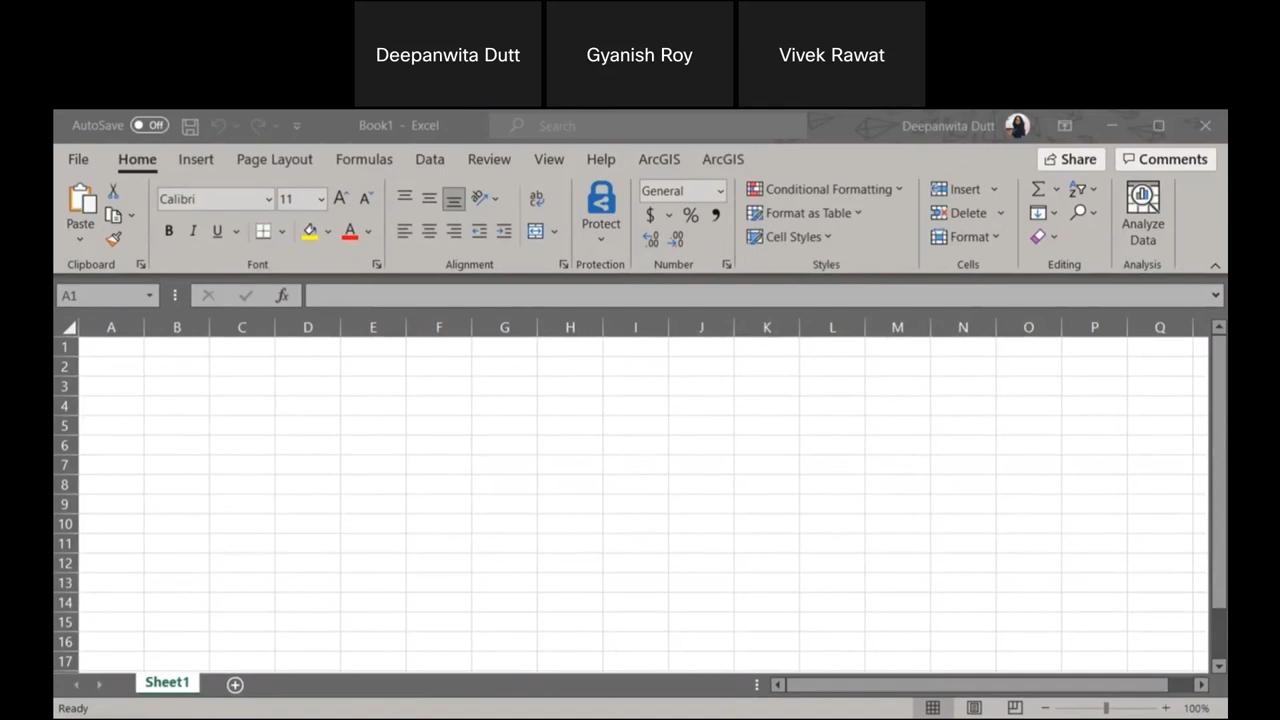 Deepanwita Dutt
Gyanish Roy
Vivek Rawat
AutoSave Off Book1 - Excel Search Deepanwita Dutt
File Home Insert Page Layout Formulas Data Review View Help ArcGIS ArcGIS Share Comments
Calibri 11 General Conditional Formatting Insert
Paste $ % Format as Table Delete
Protect Analyze
B I U Cell Styles Format Data
Clipboard Font Alignment Protection Number Styles Cells Editing Analysis
A1 fx
A B C D E F G H I J K L M N O P Q
1
2
3
4
5
6
7
8
9
10
11
12
13
14
15
16
17
Sheet1
Ready 100%